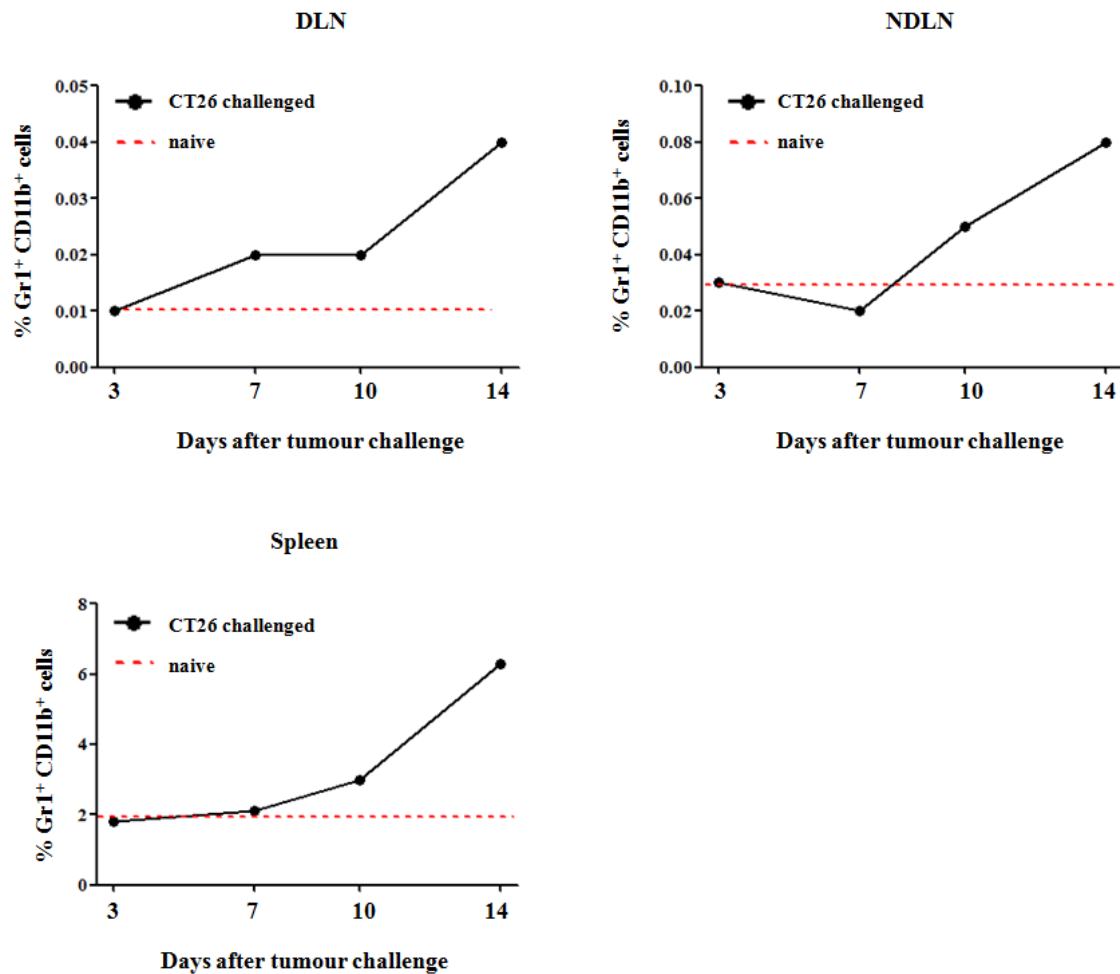 DLN
% Gr1⁺ CD11b⁺ cells
0.05
0.04
0.03
0.02
0.01
0.00
CT26 challenged
naive
3 7 10 14
Days after tumour challenge
NDLN
% Gr1⁺ CD11b⁺ cells
0.10
0.08
0.06
0.04
0.02
0.00
CT26 challenged
naive
3 7 10 14
Days after tumour challenge
Spleen
% Gr1⁺ CD11b⁺ cells
8
6
4
2
0
CT26 challenged
naive
3 7 10 14
Days after tumour challenge